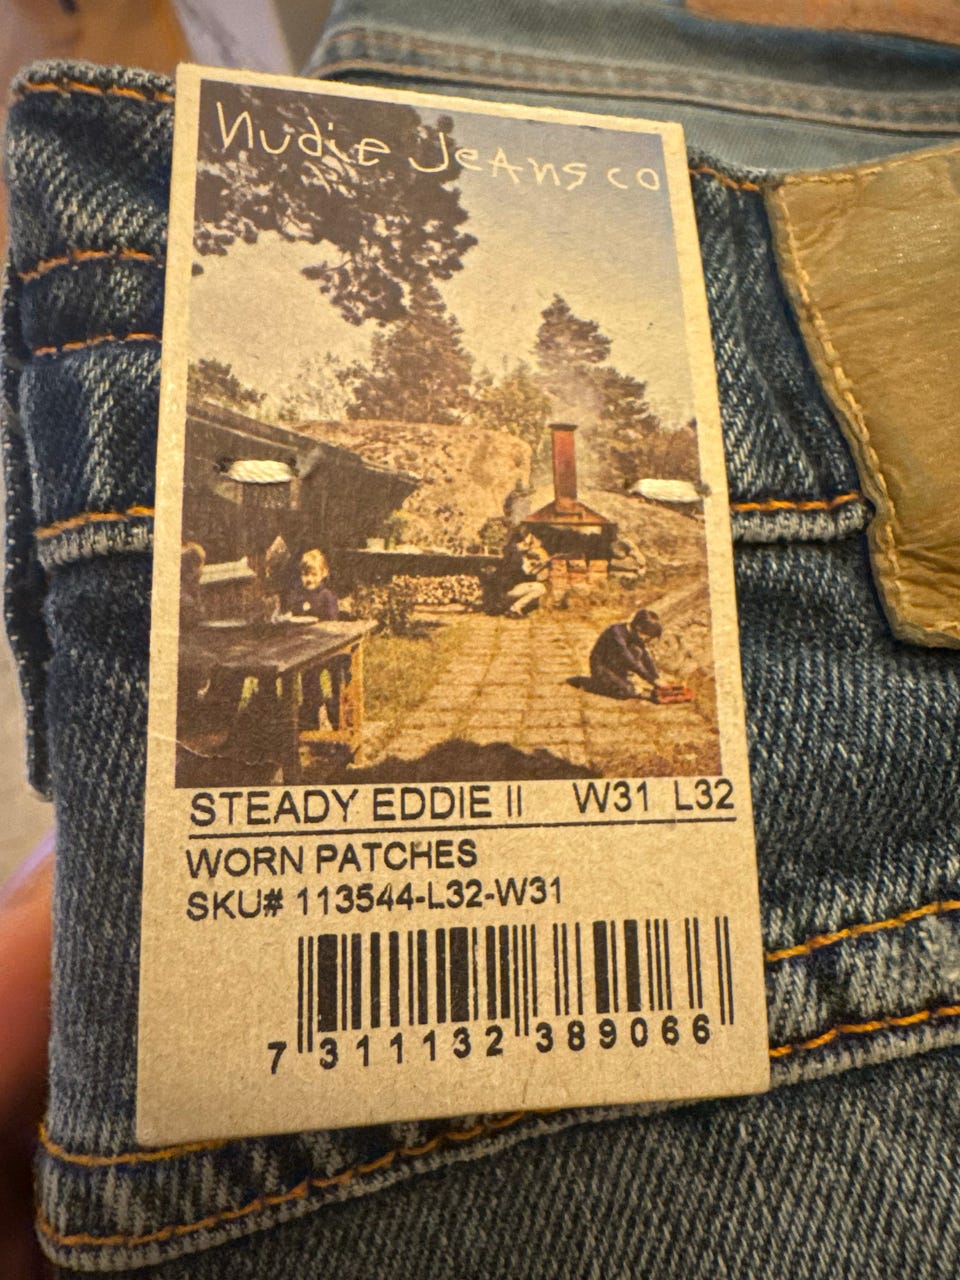 Nudie Jeans co
STEADY EDDIE II W31 L32
WORN PATCHES
SKU# 113544-L32-W31
7 311132 389066